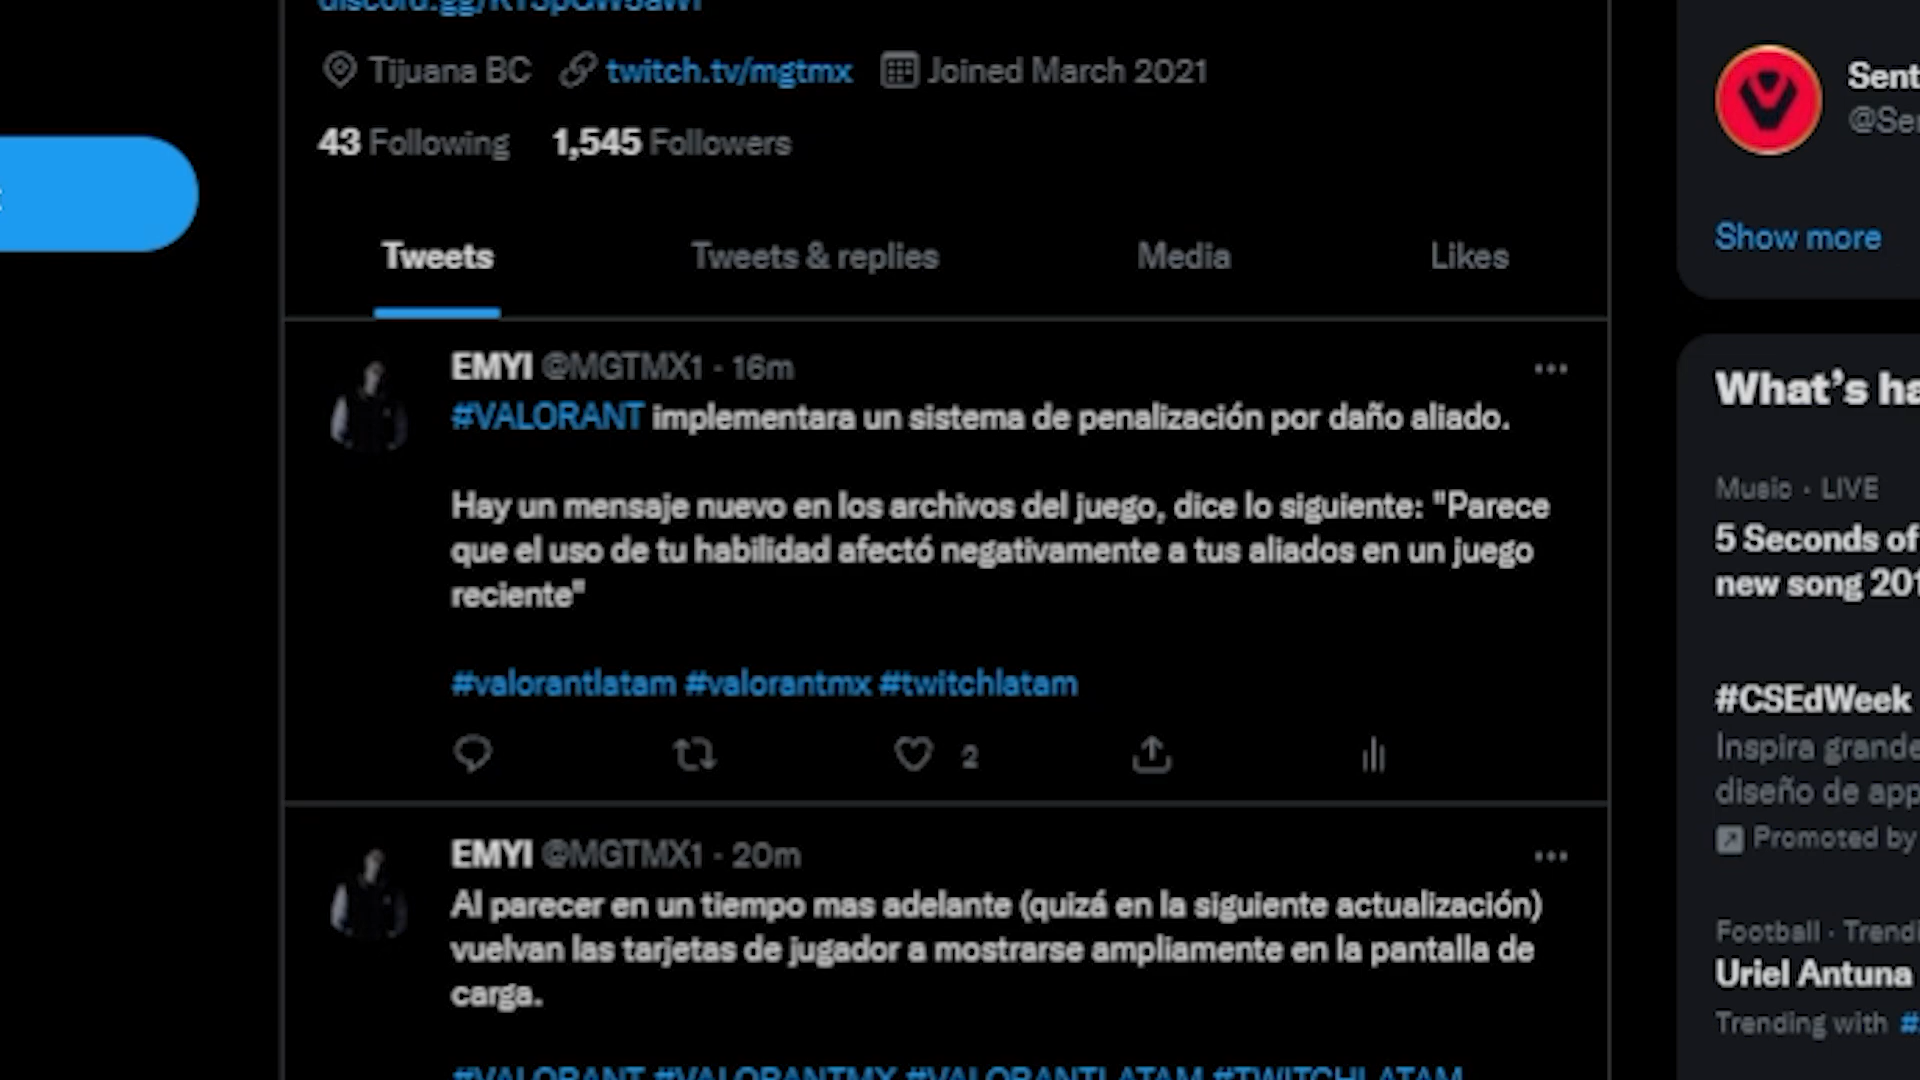 Tijuana BC twitch.tv/mgtmx Joined March 2021
43 Following 1,545 Followers
Tweets Tweets & replies Media Likes
EMYI @MGTMX1 · 16m
#VALORANT implementara un sistema de penalización por daño aliado.
Hay un mensaje nuevo en los archivos del juego, dice lo siguiente: "Parece
que el uso de tu habilidad afectó negativamente a tus aliados en un juego
reciente"
#valorantlatam #valorantmx #twitchlatam
2
EMYI @MGTMX1 · 20m
Al parecer en un tiempo mas adelante (quizá en la siguiente actualización)
vuelvan las tarjetas de jugador a mostrarse ampliamente en la pantalla de
carga.
#VALORANT #VALORANTMX #VALORANTLATAM #TWITCHLATAM
Sent
@Se
Show more
What's ha
Music · LIVE
5 Seconds of
new song 201
#CSEdWeek
Inspira grande
diseño de app
Promoted by
Football · Trendi
Uriel Antuna
Trending with #